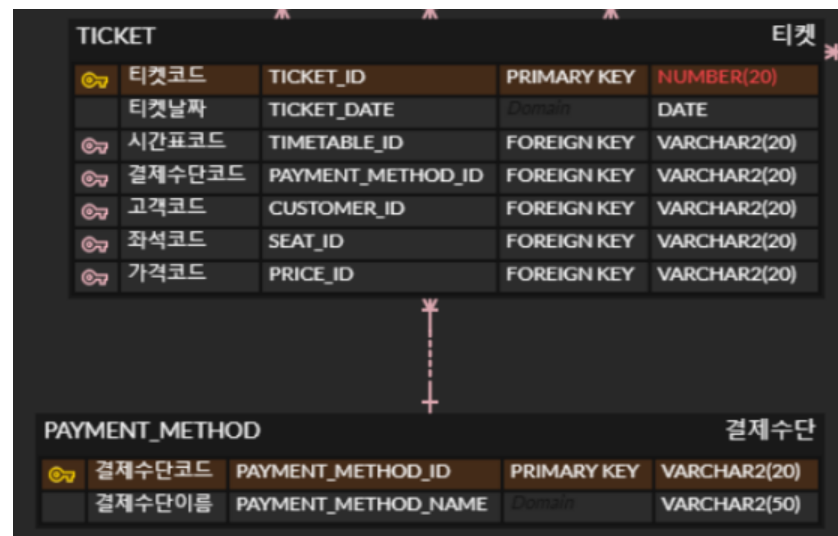 TICKET 티켓
티켓코드 TICKET_ID PRIMARY KEY NUMBER(20)
티켓날짜 TICKET_DATE Domain DATE
시간표코드 TIMETABLE_ID FOREIGN KEY VARCHAR2(20)
결제수단코드 PAYMENT_METHOD_ID FOREIGN KEY VARCHAR2(20)
고객코드 CUSTOMER_ID FOREIGN KEY VARCHAR2(20)
좌석코드 SEAT_ID FOREIGN KEY VARCHAR2(20)
가격코드 PRICE_ID FOREIGN KEY VARCHAR2(20)
PAYMENT_METHOD 결제수단
결제수단코드 PAYMENT_METHOD_ID PRIMARY KEY VARCHAR2(20)
결제수단이름 PAYMENT_METHOD_NAME Domain VARCHAR2(50)